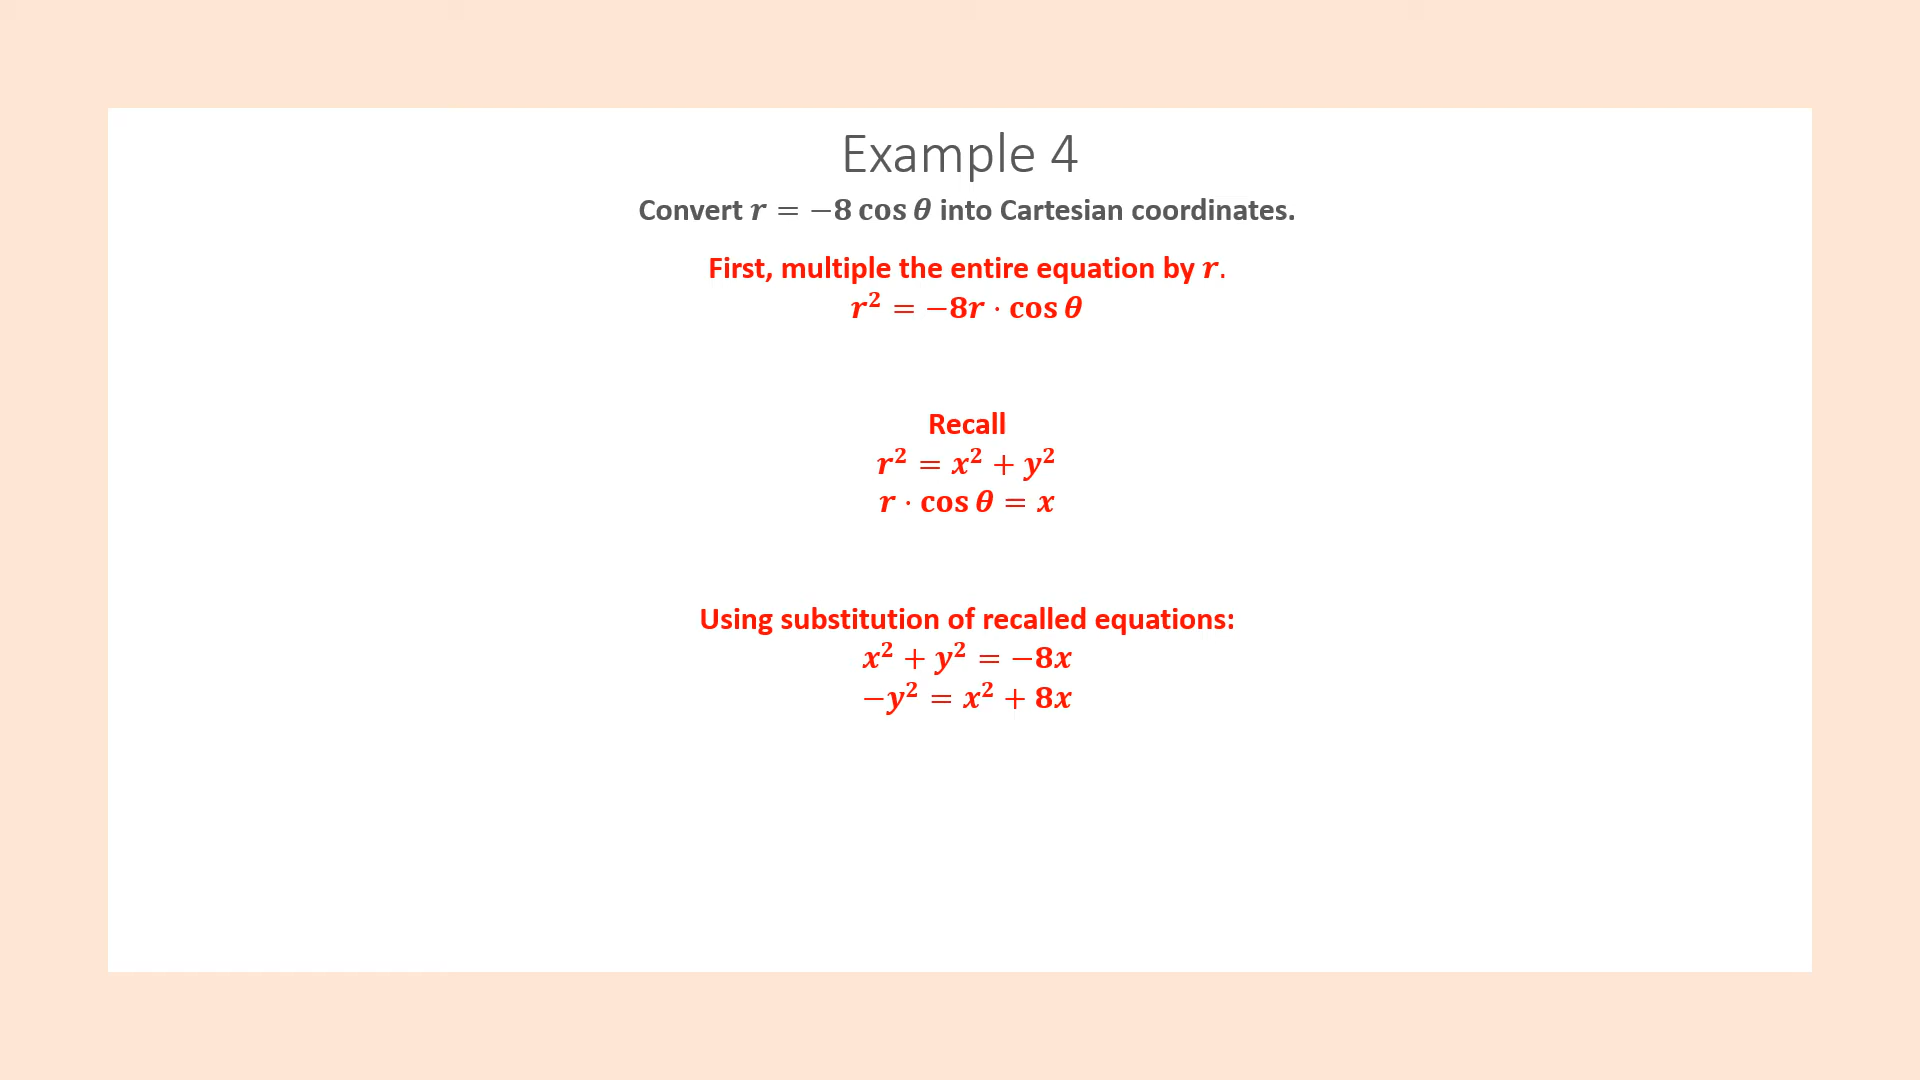 Example 4
Convert r = −8 cos θ into Cartesian coordinates.
First, multiple the entire equation by r.
r² = −8r · cos θ
Recall
r² = x² + y²
r · cos θ = x
Using substitution of recalled equations:
x² + y² = −8x
−y² = x² + 8x